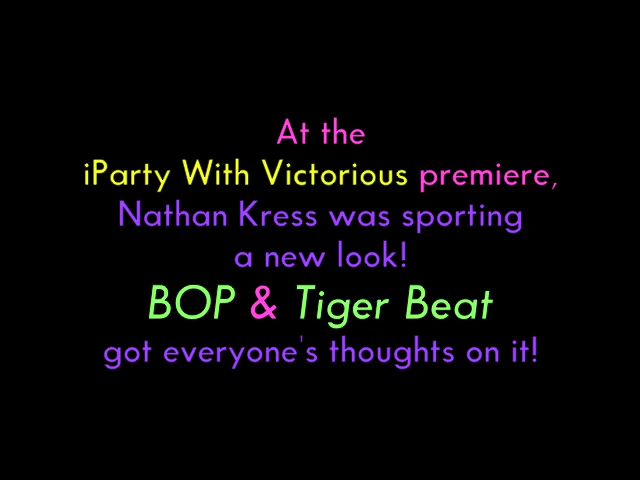 At the
iParty With Victorious premiere,
Nathan Kress was sporting
a new look!
BOP & Tiger Beat
got everyone's thoughts on it!